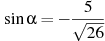 sin α = −5/√26